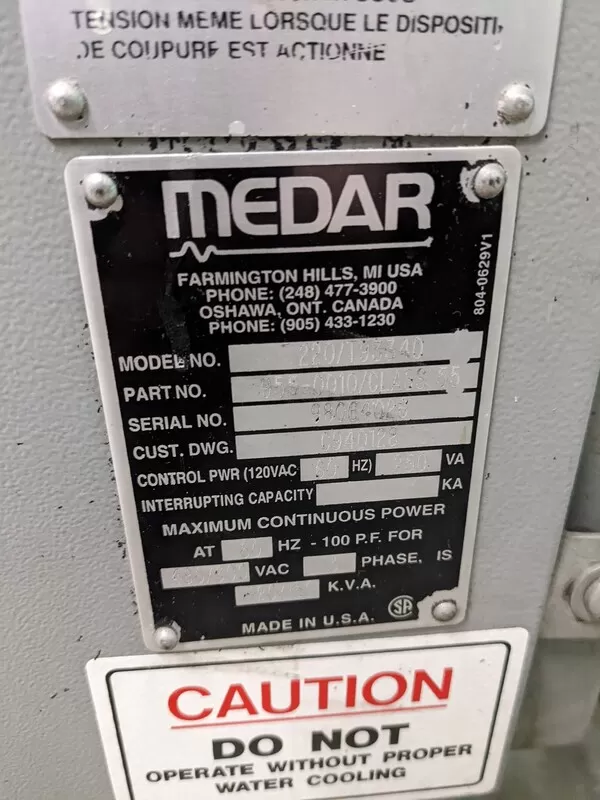 TENSION MEME LORSQUE LE DISPOSITI
DE COUPURE EST ACTIONNE
MEDAR
FARMINGTON HILLS, MI USA
PHONE: (248) 477-3900
OSHAWA, ONT. CANADA
PHONE: (905) 433-1230
804-0629V1
MODEL NO.
PART NO.
SERIAL NO.
CUST. DWG.
CONTROL PWR (120VAC 60 HZ) VA
INTERRUPTING CAPACITY KA
MAXIMUM CONTINUOUS POWER
AT HZ - 100 P.F. FOR
VAC PHASE, IS
K.V.A.
MADE IN U.S.A. SA
CAUTION
DO NOT
OPERATE WITHOUT PROPER
WATER COOLING